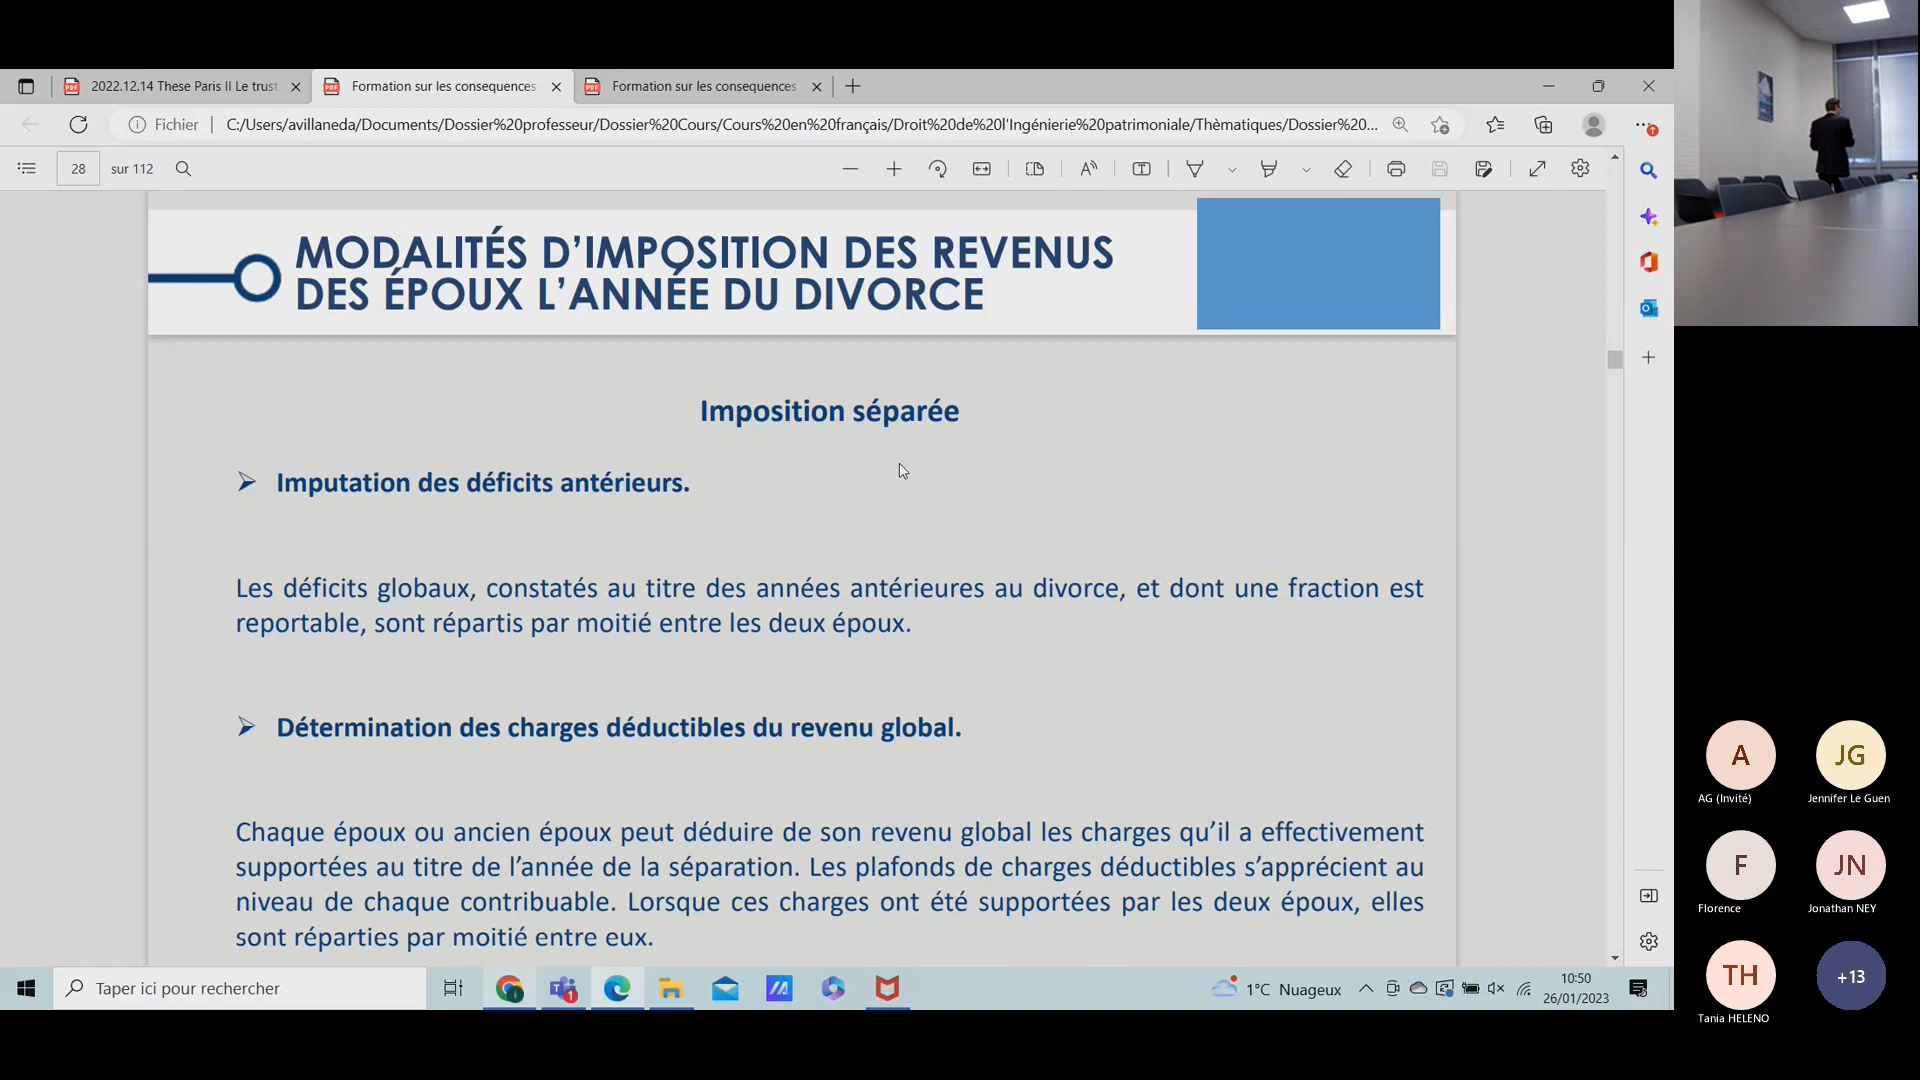 2022.12.14 These Paris II Le trust
Formation sur les consequences
Formation sur les consequences
Fichier
C:/Users/avillaneda/Documents/Dossier%20professeur/Dossier%20Cours/Cours%20en%20français/Droit%20de%20l'Ingénierie%20patrimoniale/Thèmatiques/Dossier%20...
28 sur 112
MODALITÉS D’IMPOSITION DES REVENUS
DES ÉPOUX L’ANNÉE DU DIVORCE
Imposition séparée
Imputation des déficits antérieurs.
Les déficits globaux, constatés au titre des années antérieures au divorce, et dont une fraction est
reportable, sont répartis par moitié entre les deux époux.
Détermination des charges déductibles du revenu global.
Chaque époux ou ancien époux peut déduire de son revenu global les charges qu’il a effectivement
supportées au titre de l’année de la séparation. Les plafonds de charges déductibles s’apprécient au
niveau de chaque contribuable. Lorsque ces charges ont été supportées par les deux époux, elles
sont réparties par moitié entre eux.
Taper ici pour rechercher
1
1°C Nuageux
10:50
26/01/2023
A
AG (Invité)
JG
Jennifer Le Guen
F
Florence
JN
Jonathan NEY
TH
Tania HELENO
+13